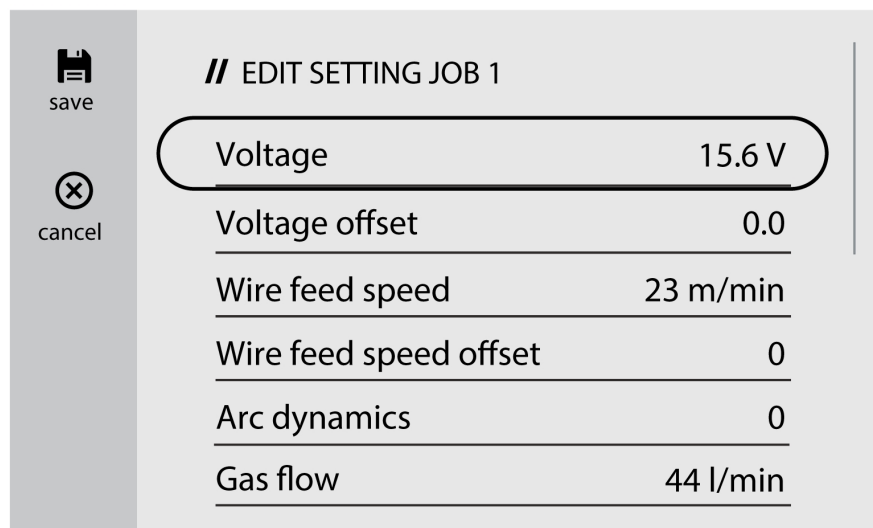 save
cancel
// EDIT SETTING JOB 1
Voltage 15.6 V
Voltage offset 0.0
Wire feed speed 23 m/min
Wire feed speed offset 0
Arc dynamics 0
Gas flow 44 l/min